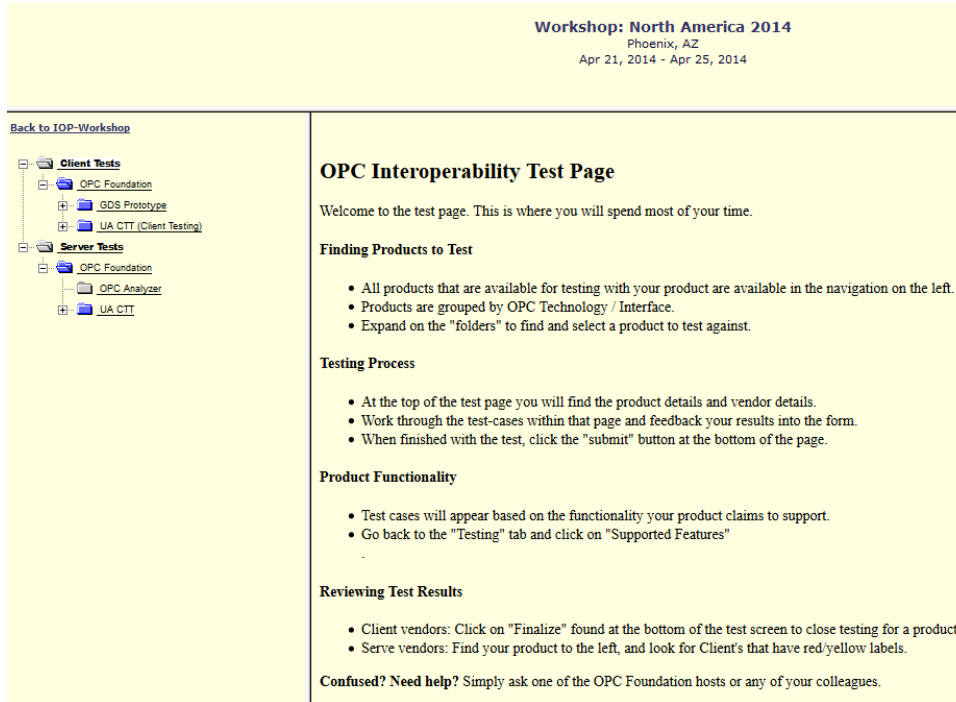 Workshop: North America 2014
Phoenix, AZ
Apr 21, 2014 - Apr 25, 2014
Back to IOP-Workshop
Client Tests
OPC Foundation
GDS Prototype
UA CTT (Client Testing)
Server Tests
OPC Foundation
OPC Analyzer
UA CTT
OPC Interoperability Test Page
Welcome to the test page. This is where you will spend most of your time.
Finding Products to Test
• All products that are available for testing with your product are available in the navigation on the left.
• Products are grouped by OPC Technology / Interface.
• Expand on the "folders" to find and select a product to test against.
Testing Process
• At the top of the test page you will find the product details and vendor details.
• Work through the test-cases within that page and feedback your results into the form.
• When finished with the test, click the "submit" button at the bottom of the page.
Product Functionality
• Test cases will appear based on the functionality your product claims to support.
• Go back to the "Testing" tab and click on "Supported Features"
.
Reviewing Test Results
• Client vendors: Click on "Finalize" found at the bottom of the test screen to close testing for a product
• Serve vendors: Find your product to the left, and look for Client's that have red/yellow labels.
Confused? Need help? Simply ask one of the OPC Foundation hosts or any of your colleagues.